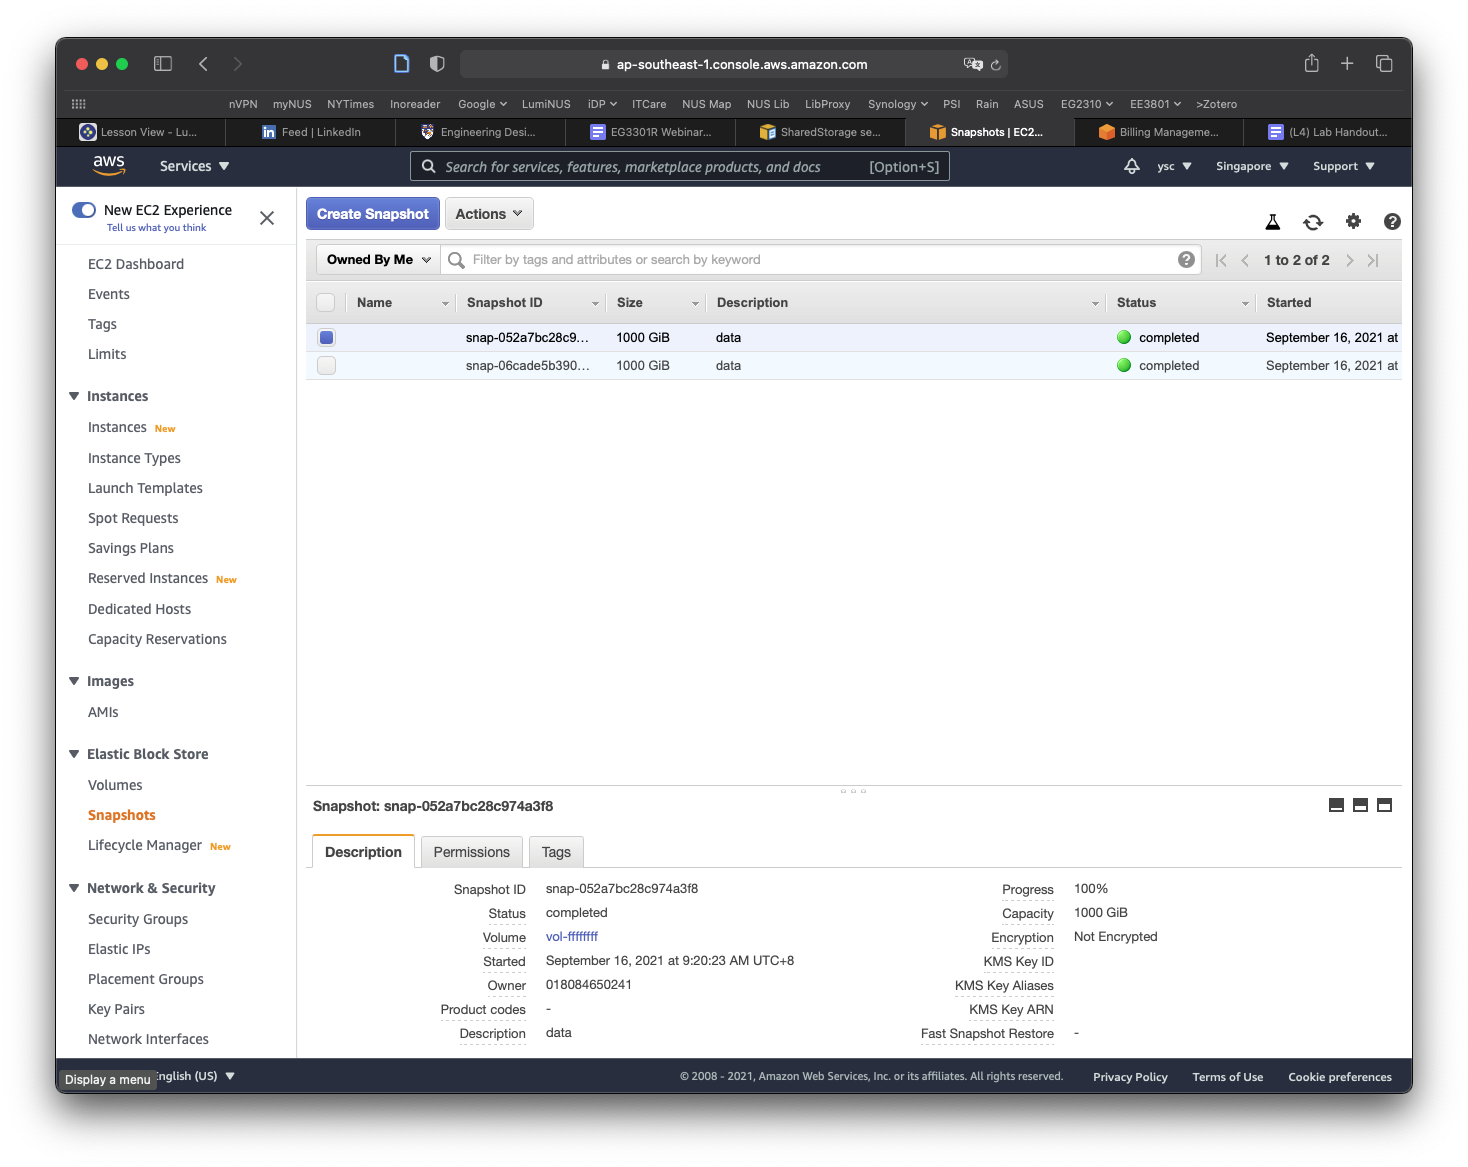 ap-southeast-1.console.aws.amazon.com
nVPN myNUS NYTimes Inoreader Google LumiNUS iDP ITCare NUS Map NUS Lib LibProxy Synology PSI Rain ASUS EG2310 EE3801 >Zotero
Lesson View - Lu... Feed | LinkedIn Engineering Desi... EG3301R Webinar... SharedStorage se... Snapshots | EC2... Billing Manageme... (L4) Lab Handout...
aws Services Search for services, features, marketplace products, and docs [Option+S] ysc Singapore Support
New EC2 Experience
Tell us what you think
EC2 Dashboard
Events
Tags
Limits
Instances
Instances New
Instance Types
Launch Templates
Spot Requests
Savings Plans
Reserved Instances New
Dedicated Hosts
Capacity Reservations
Images
AMIs
Elastic Block Store
Volumes
Snapshots
Lifecycle Manager New
Network & Security
Security Groups
Elastic IPs
Placement Groups
Key Pairs
Network Interfaces
Create Snapshot Actions
Owned By Me Filter by tags and attributes or search by keyword 1 to 2 of 2
Name Snapshot ID Size Description Status Started
snap-052a7bc28c9... 1000 GiB data completed September 16, 2021 at
snap-06cade5b390... 1000 GiB data completed September 16, 2021 at
Snapshot: snap-052a7bc28c974a3f8
Description Permissions Tags
Snapshot ID snap-052a7bc28c974a3f8
Status completed
Volume vol-ffffffff
Started September 16, 2021 at 9:20:23 AM UTC+8
Owner 018084650241
Product codes -
Description data
Progress 100%
Capacity 1000 GiB
Encryption Not Encrypted
KMS Key ID
KMS Key Aliases
KMS Key ARN
Fast Snapshot Restore -
Display a menu nglish (US) © 2008 - 2021, Amazon Web Services, Inc. or its affiliates. All rights reserved. Privacy Policy Terms of Use Cookie preferences